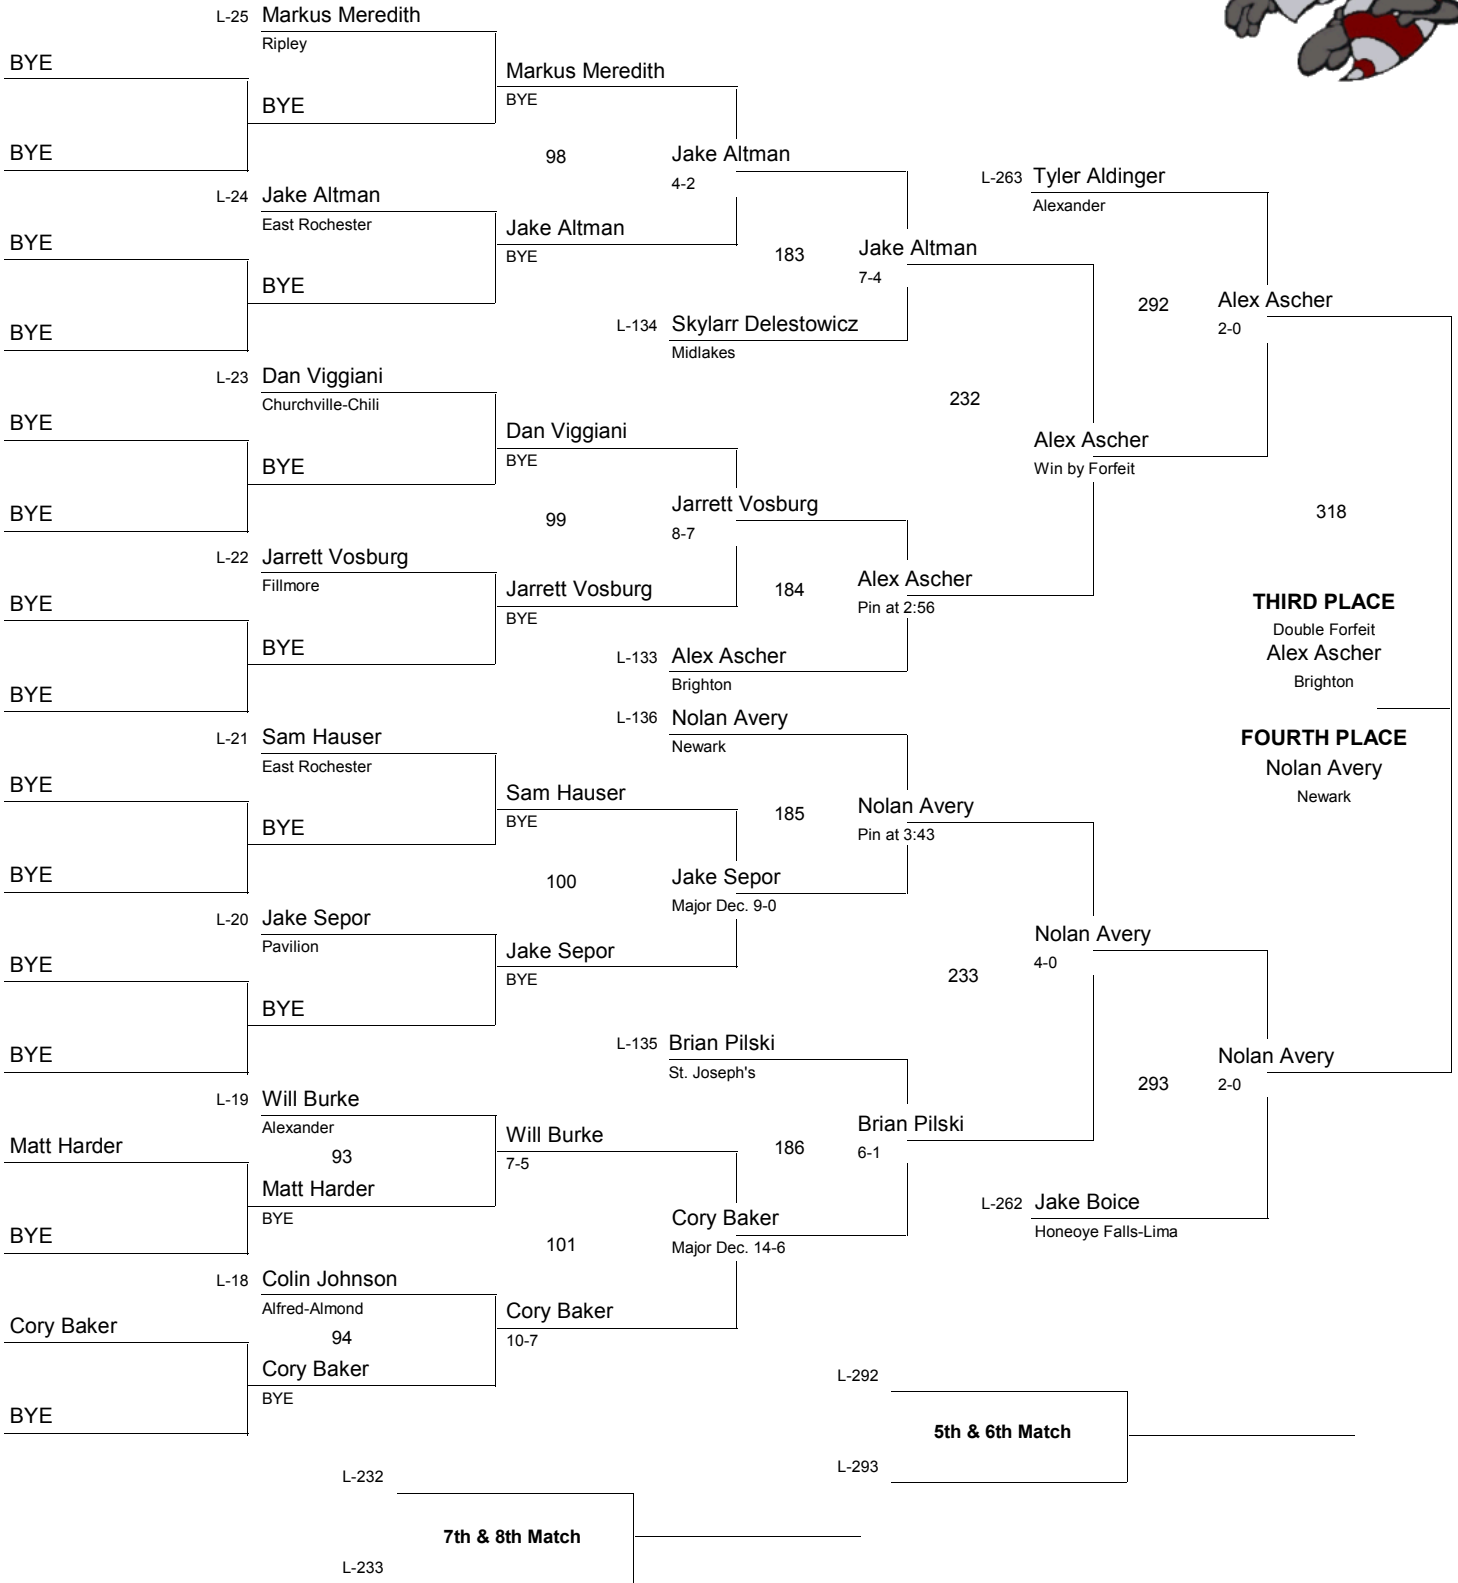 L-25 Markus Meredith
Ripley
BYE
Markus Meredith
BYE
BYE
BYE
98
Jake Altman
4-2
L-263 Tyler Aldinger
Alexander
L-24 Jake Altman
East Rochester
Jake Altman
BYE
BYE
183
Jake Altman
7-4
BYE
292
Alex Ascher
2-0
L-134 Skylarr Delestowicz
Midlakes
BYE
L-23 Dan Viggiani
Churchville-Chili
232
BYE
Dan Viggiani
BYE
Alex Ascher
Win by Forfeit
BYE
Jarrett Vosburg
8-7
BYE
99
318
L-22 Jarrett Vosburg
Fillmore
Jarrett Vosburg
BYE
184
Alex Ascher
Pin at 2:56
BYE
THIRD PLACE
Double Forfeit
Alex Ascher
Brighton
BYE
L-133 Alex Ascher
Brighton
BYE
L-136 Nolan Avery
Newark
L-21 Sam Hauser
East Rochester
FOURTH PLACE
Nolan Avery
Newark
BYE
Sam Hauser
BYE
185
Nolan Avery
Pin at 3:43
BYE
BYE
100
Jake Sepor
Major Dec. 9-0
L-20 Jake Sepor
Pavilion
Nolan Avery
4-0
BYE
Jake Sepor
BYE
233
BYE
L-135 Brian Pilski
St. Joseph's
BYE
Nolan Avery
2-0
293
L-19 Will Burke
Alexander
Matt Harder
93
Will Burke
7-5
186
Brian Pilski
6-1
Matt Harder
BYE
L-262 Jake Boice
Honeoye Falls-Lima
BYE
101
Cory Baker
Major Dec. 14-6
L-18 Colin Johnson
Alfred-Almond
Cory Baker
94
Cory Baker
10-7
Cory Baker
BYE
L-292
BYE
5th & 6th Match
L-293
L-232
7th & 8th Match
L-233